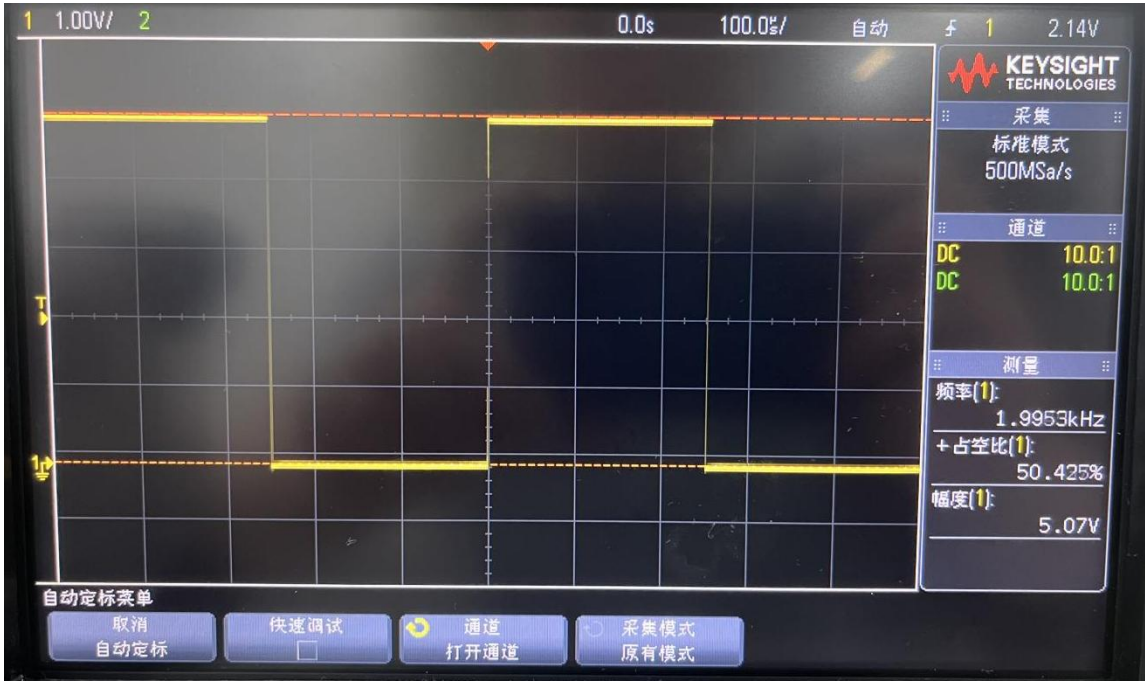 1 1.00V/ 2 0.0s 100.0µs/ 自动 1 2.14V
KEYSIGHT
TECHNOLOGIES
采集
标准模式
500MSa/s
通道
DC 10.0:1
DC 10.0:1
T
测量
频率(1):
1.9953kHz
+占空比(1):
50.425%
1
幅度(1):
5.07V
自动定标菜单
取消
自动定标
快速调试
通道
打开通道
采集模式
原有模式